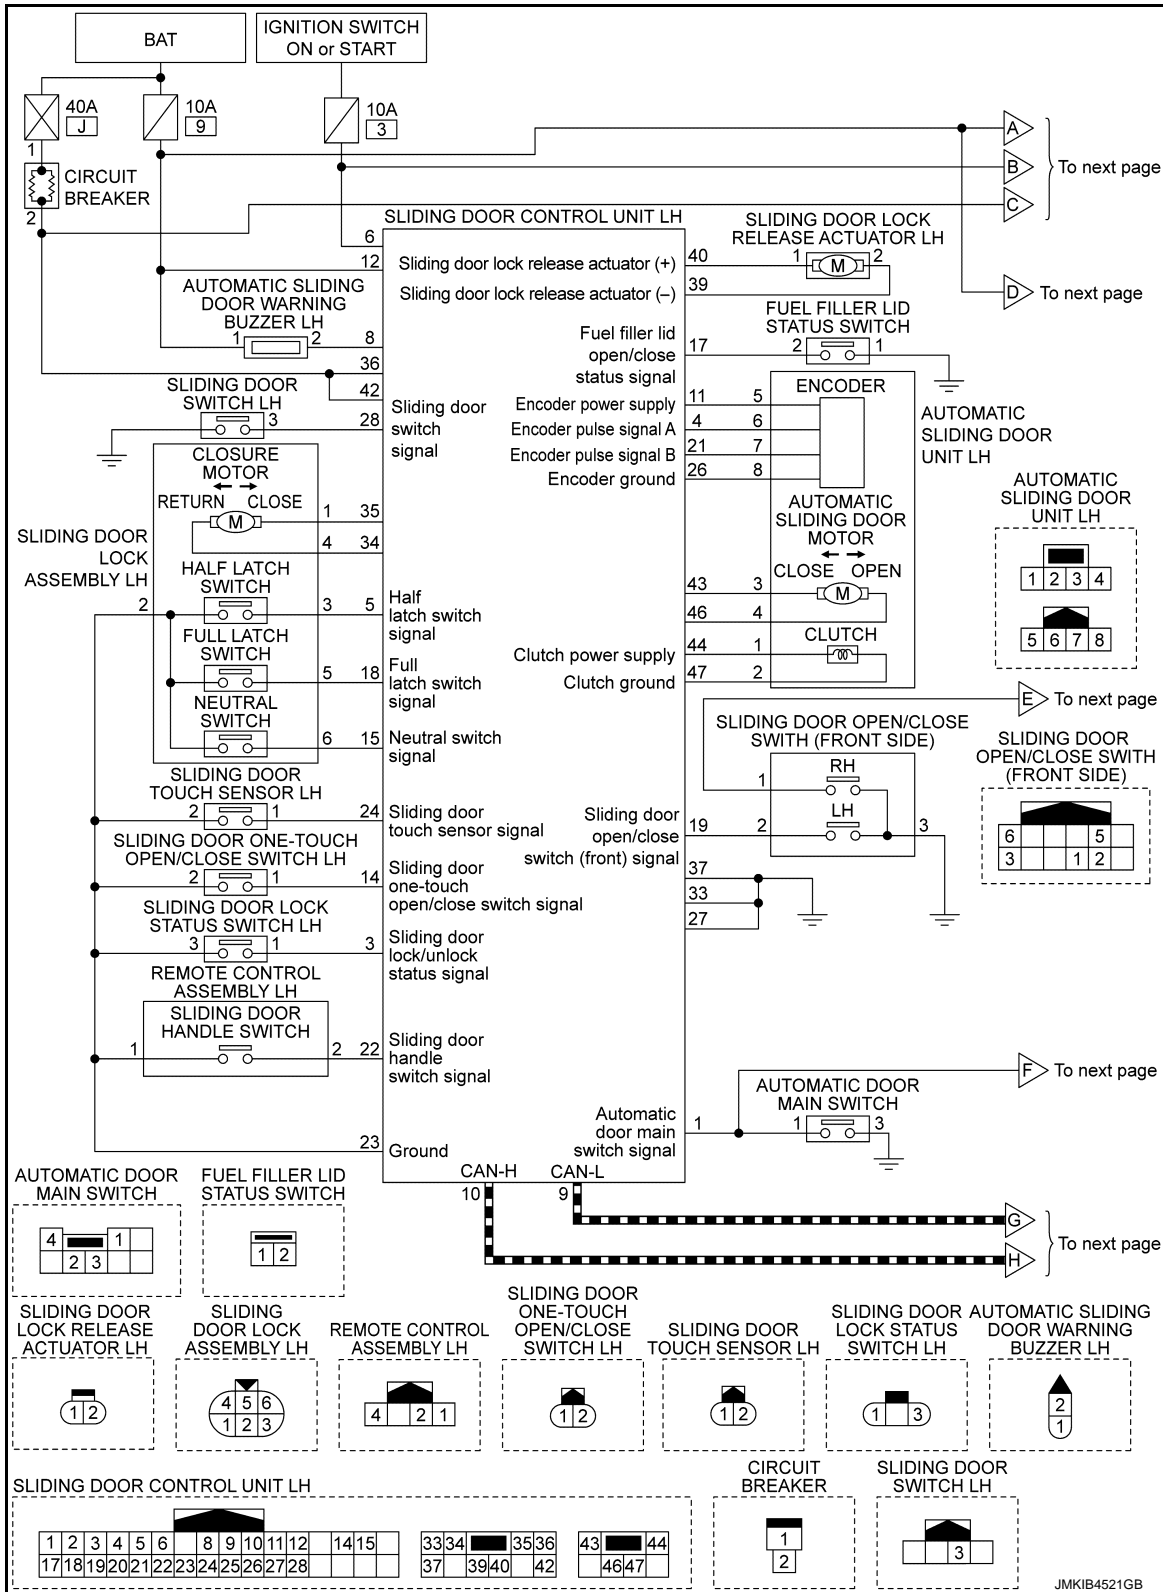 BAT
IGNITION SWITCH
ON or START
40A
J
10A
9
10A
3
1
CIRCUIT
BREAKER
2
A
B
C
To next page
D
To next page
SLIDING DOOR CONTROL UNIT LH
6
12
AUTOMATIC SLIDING
DOOR WARNING
BUZZER LH
1
2
8
36
42
SLIDING DOOR
SWITCH LH
3
28
Sliding door
switch
signal
CLOSURE
MOTOR
RETURN
CLOSE
M
1
35
4
34
SLIDING DOOR
LOCK
ASSEMBLY LH
HALF LATCH
SWITCH
2
3
5
Half
latch switch
signal
FULL LATCH
SWITCH
5
18
Full
latch switch
signal
NEUTRAL
SWITCH
6
15
Neutral switch
signal
SLIDING DOOR
TOUCH SENSOR LH
2
1
24
Sliding door
touch sensor signal
SLIDING DOOR ONE-TOUCH
OPEN/CLOSE SWITCH LH
2
1
14
Sliding door
one-touch
open/close switch signal
SLIDING DOOR LOCK
STATUS SWITCH LH
3
1
3
Sliding door
lock/unlock
status signal
REMOTE CONTROL
ASSEMBLY LH
SLIDING DOOR
HANDLE SWITCH
1
2
22
Sliding door
handle
switch signal
23
Ground
Sliding door lock release actuator (+)
40
Sliding door lock release actuator (–)
39
SLIDING DOOR LOCK
RELEASE ACTUATOR LH
1
M
2
FUEL FILLER LID
STATUS SWITCH
Fuel filler lid
open/close
status signal
17
2
1
ENCODER
Encoder power supply
11
5
Encoder pulse signal A
4
6
Encoder pulse signal B
21
7
Encoder ground
26
8
AUTOMATIC
SLIDING DOOR
UNIT LH
AUTOMATIC
SLIDING DOOR
MOTOR
CLOSE
OPEN
43
3
M
46
4
CLUTCH
Clutch power supply
44
1
Clutch ground
47
2
AUTOMATIC
SLIDING DOOR
UNIT LH
1 2 3 4
5 6 7 8
E
To next page
SLIDING DOOR OPEN/CLOSE
SWITH (FRONT SIDE)
RH
1
LH
Sliding door
open/close
switch (front) signal
19
2
3
37
33
27
SLIDING DOOR
OPEN/CLOSE SWITH
(FRONT SIDE)
6 5
3 1 2
F
To next page
AUTOMATIC DOOR
MAIN SWITCH
Automatic
door main
switch signal
1
1
3
CAN-H
CAN-L
10
9
G
H
To next page
AUTOMATIC DOOR
MAIN SWITCH
4 1
2 3
FUEL FILLER LID
STATUS SWITCH
1 2
SLIDING DOOR
LOCK RELEASE
ACTUATOR LH
1 2
SLIDING
DOOR LOCK
ASSEMBLY LH
4 5 6
1 2 3
REMOTE CONTROL
ASSEMBLY LH
4 2 1
SLIDING DOOR
ONE-TOUCH
OPEN/CLOSE
SWITCH LH
1 2
SLIDING DOOR
TOUCH SENSOR LH
1 2
SLIDING DOOR
LOCK STATUS
SWITCH LH
1 3
AUTOMATIC SLIDING
DOOR WARNING
BUZZER LH
2
1
SLIDING DOOR CONTROL UNIT LH
1 2 3 4 5 6 8 9 10 11 12 14 15
17 18 19 20 21 22 23 24 25 26 27 28
33 34 35 36
37 39 40 42
43 44
46 47
CIRCUIT
BREAKER
1
2
SLIDING DOOR
SWITCH LH
3
JMKIB4521GB